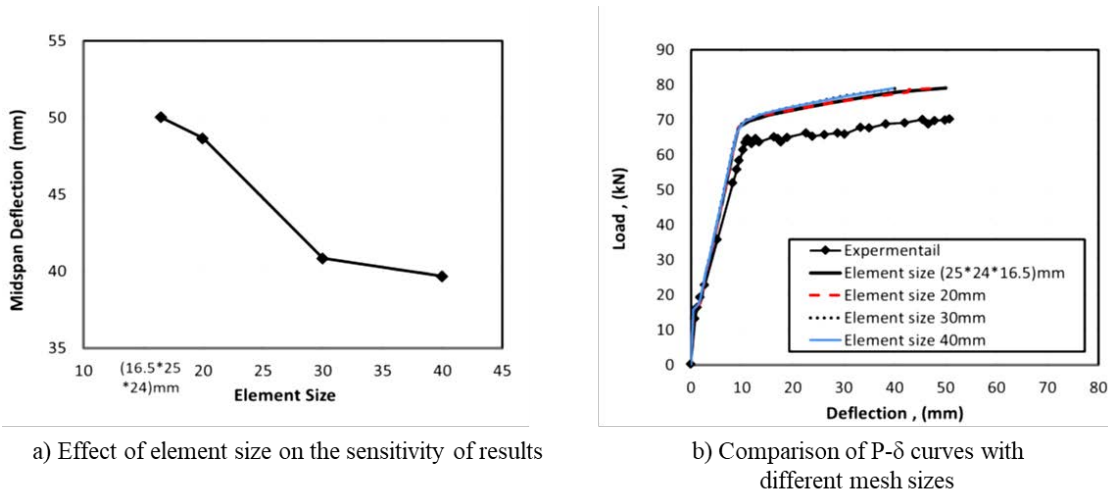 55
50
45
40
35
Midspan Deflection (mm)
10
(16.5*25
*24)mm
20
25
30
35
40
45
Element Size
a) Effect of element size on the sensitivity of results
90
80
70
60
50
40
30
20
10
0
Load , (kN)
Expermentail
Element size (25*24*16.5)mm
Element size 20mm
Element size 30mm
Element size 40mm
0 10 20 30 40 50 60 70 80
Deflection , (mm)
b) Comparison of P-δ curves with
different mesh sizes